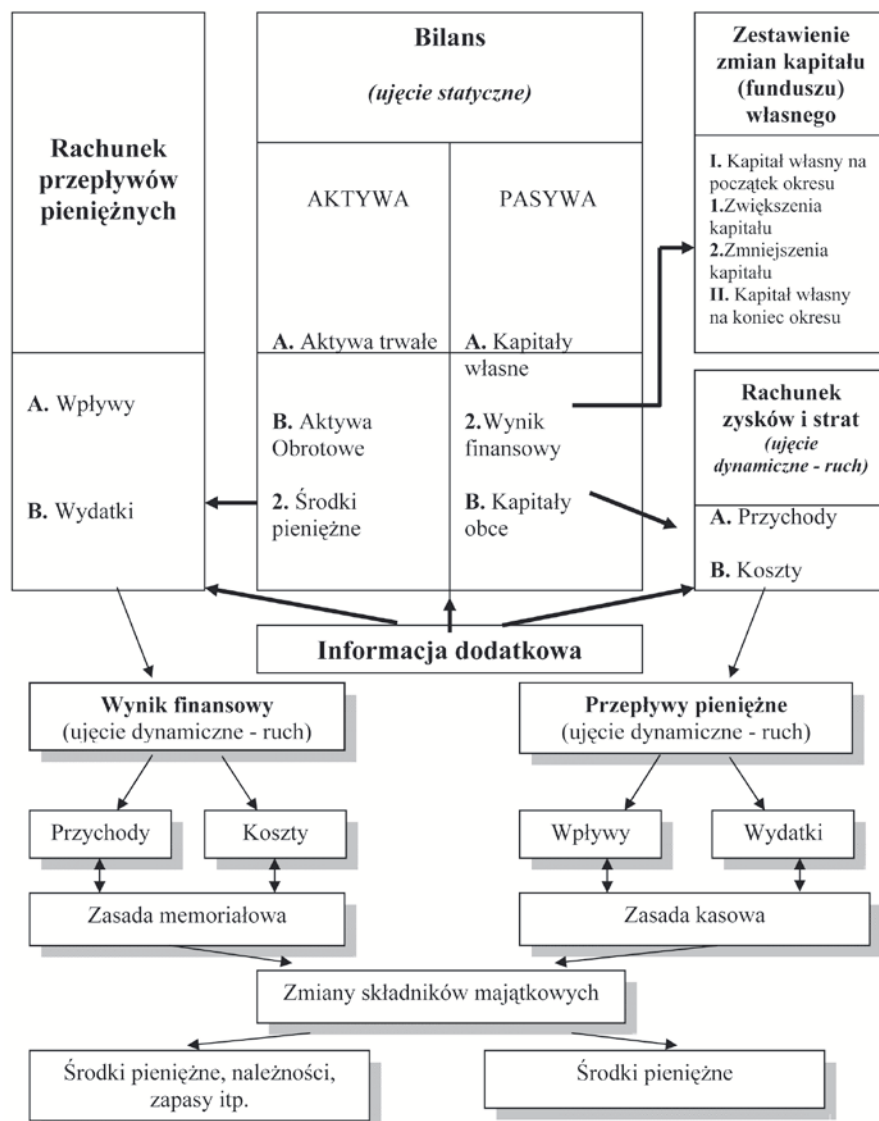 Rachunek
przepływów
pieniężnych
A. Wpływy
B. Wydatki
Bilans
(ujęcie statyczne)
AKTYWA
A. Aktywa trwałe
B. Aktywa
Obrotowe
2. Środki
pieniężne
PASYWA
A. Kapitały
własne
2.Wynik
finansowy
B. Kapitały
obce
Zestawienie
zmian kapitału
(funduszu)
własnego
I. Kapitał własny na
początek okresu
1.Zwiększenia
kapitału
2.Zmniejszenia
kapitału
II. Kapitał własny
na koniec okresu
Rachunek
zysków i strat
(ujęcie
dynamiczne - ruch)
A. Przychody
B. Koszty
Informacja dodatkowa
Wynik finansowy
(ujęcie dynamiczne - ruch)
Przychody
Koszty
Zasada memoriałowa
Przepływy pieniężne
(ujęcie dynamiczne - ruch)
Wpływy
Wydatki
Zasada kasowa
Zmiany składników majątkowych
Środki pieniężne, należności,
zapasy itp.
Środki pieniężne